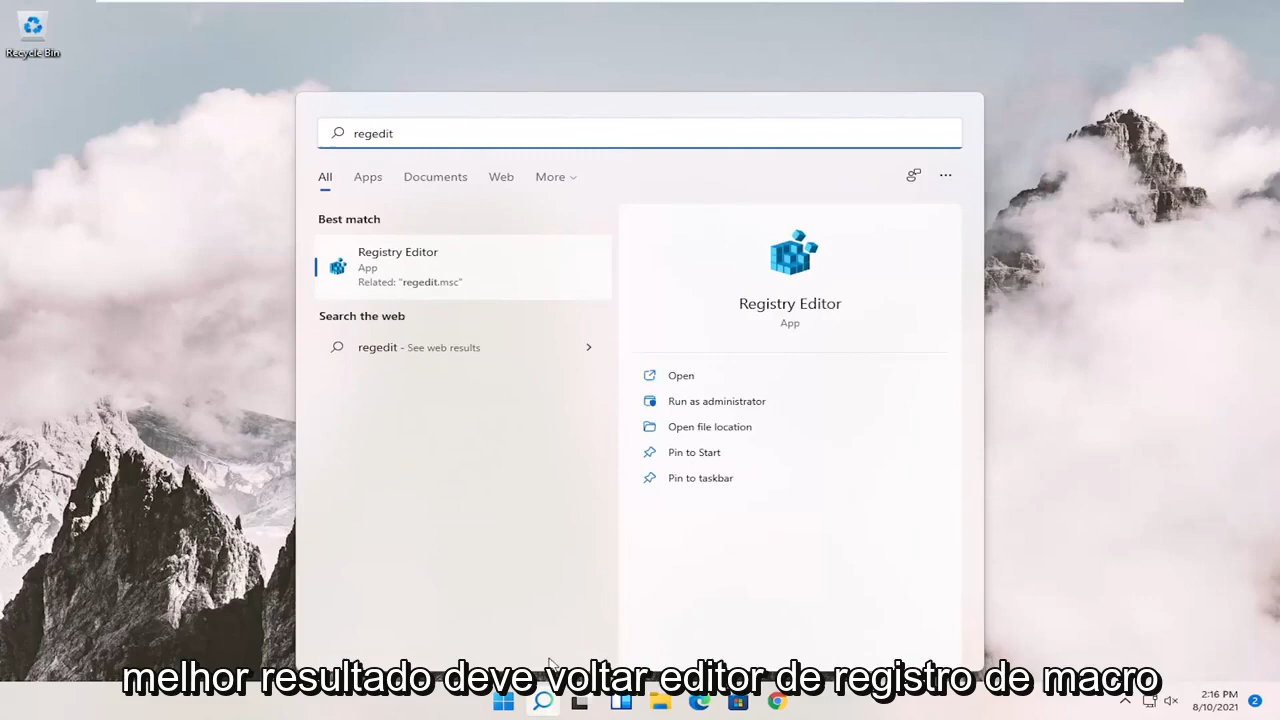 Recycle Bin
regedit
All Apps Documents Web More
Best match
Registry Editor
App
Related: "regedit.msc"
Search the web
regedit - See web results
Registry Editor
App
Open
Run as administrator
Open file location
Pin to Start
Pin to taskbar
melhor resultado deve voltar editor de registro de macro
2:16 PM
8/10/2021
2